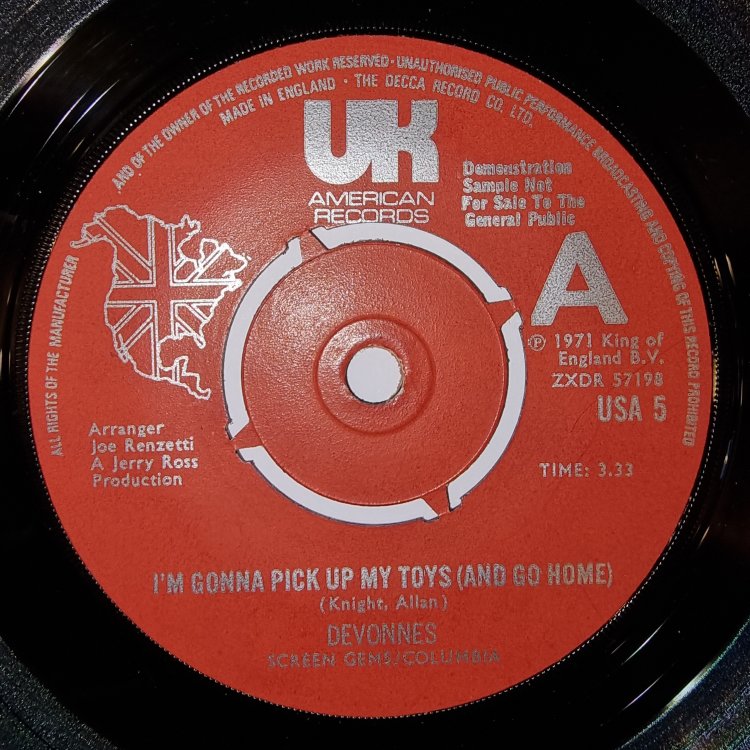 ALL RIGHTS OF THE MANUFACTURER AND OF THE OWNER OF THE RECORDED WORK RESERVED · UNAUTHORISED PUBLIC PERFORMANCE BROADCASTING AND COPYING OF THIS RECORD PROHIBITED
MADE IN ENGLAND · THE DECCA RECORD CO. LTD.
UK
AMERICAN
RECORDS
Demonstration
Sample Not
For Sale To The
General Public
A
℗ 1971 King of
England B.V.
ZXDR 57198
USA 5
Arranger
Joe Renzetti
A Jerry Ross
Production
TIME: 3.33
I'M GONNA PICK UP MY TOYS (AND GO HOME)
(Knight, Allan)
DEVONNES
SCREEN GEMS/COLUMBIA